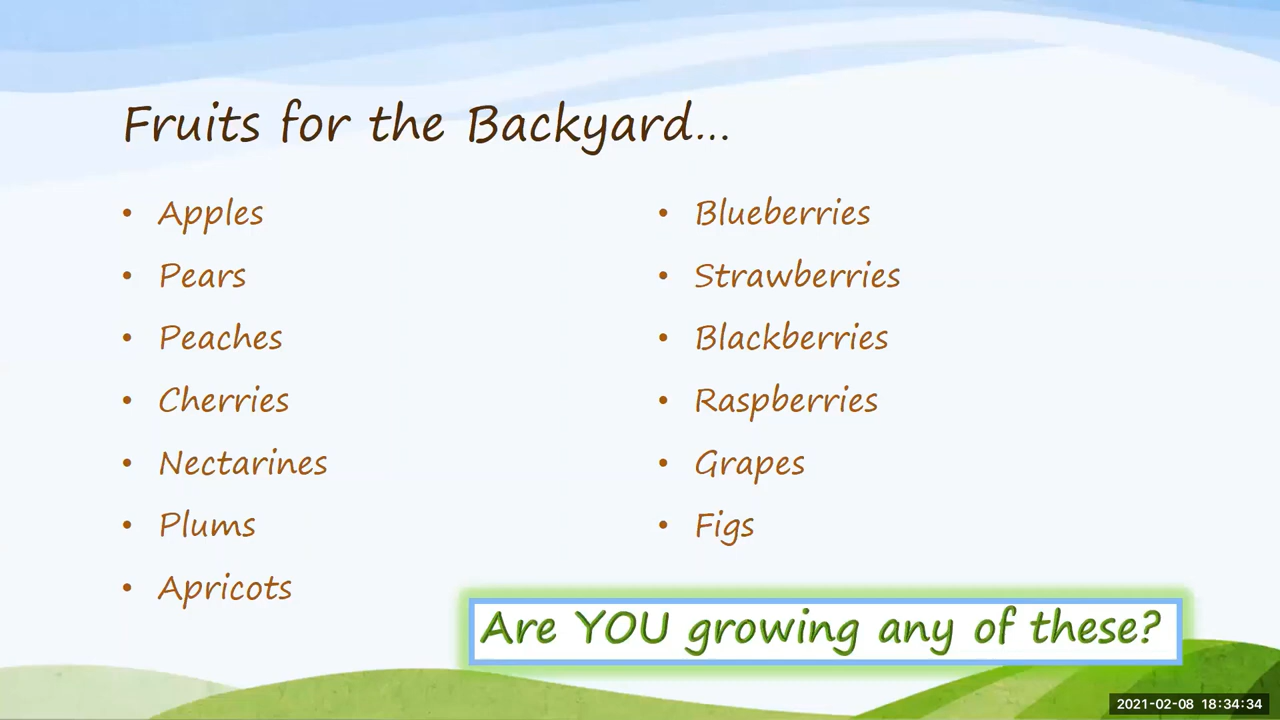 Fruits for the Backyard...
• Apples
• Pears
• Peaches
• Cherries
• Nectarines
• Plums
• Apricots
• Blueberries
• Strawberries
• Blackberries
• Raspberries
• Grapes
• Figs
Are YOU growing any of these?
2021-02-08 18:34:34